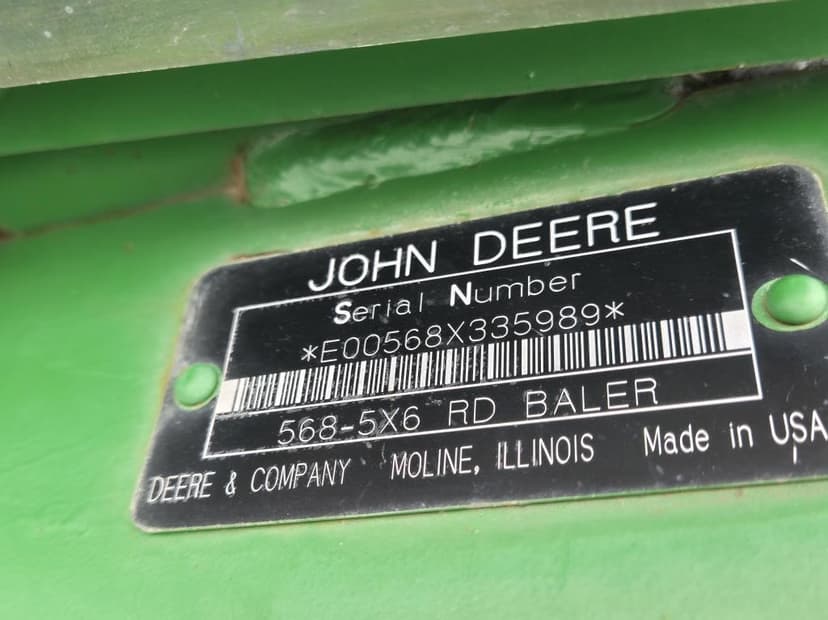 JOHN DEERE
Serial Number
*E00568X335989*
568-5X6 RD BALER
DEERE & COMPANY MOLINE, ILLINOIS Made in USA